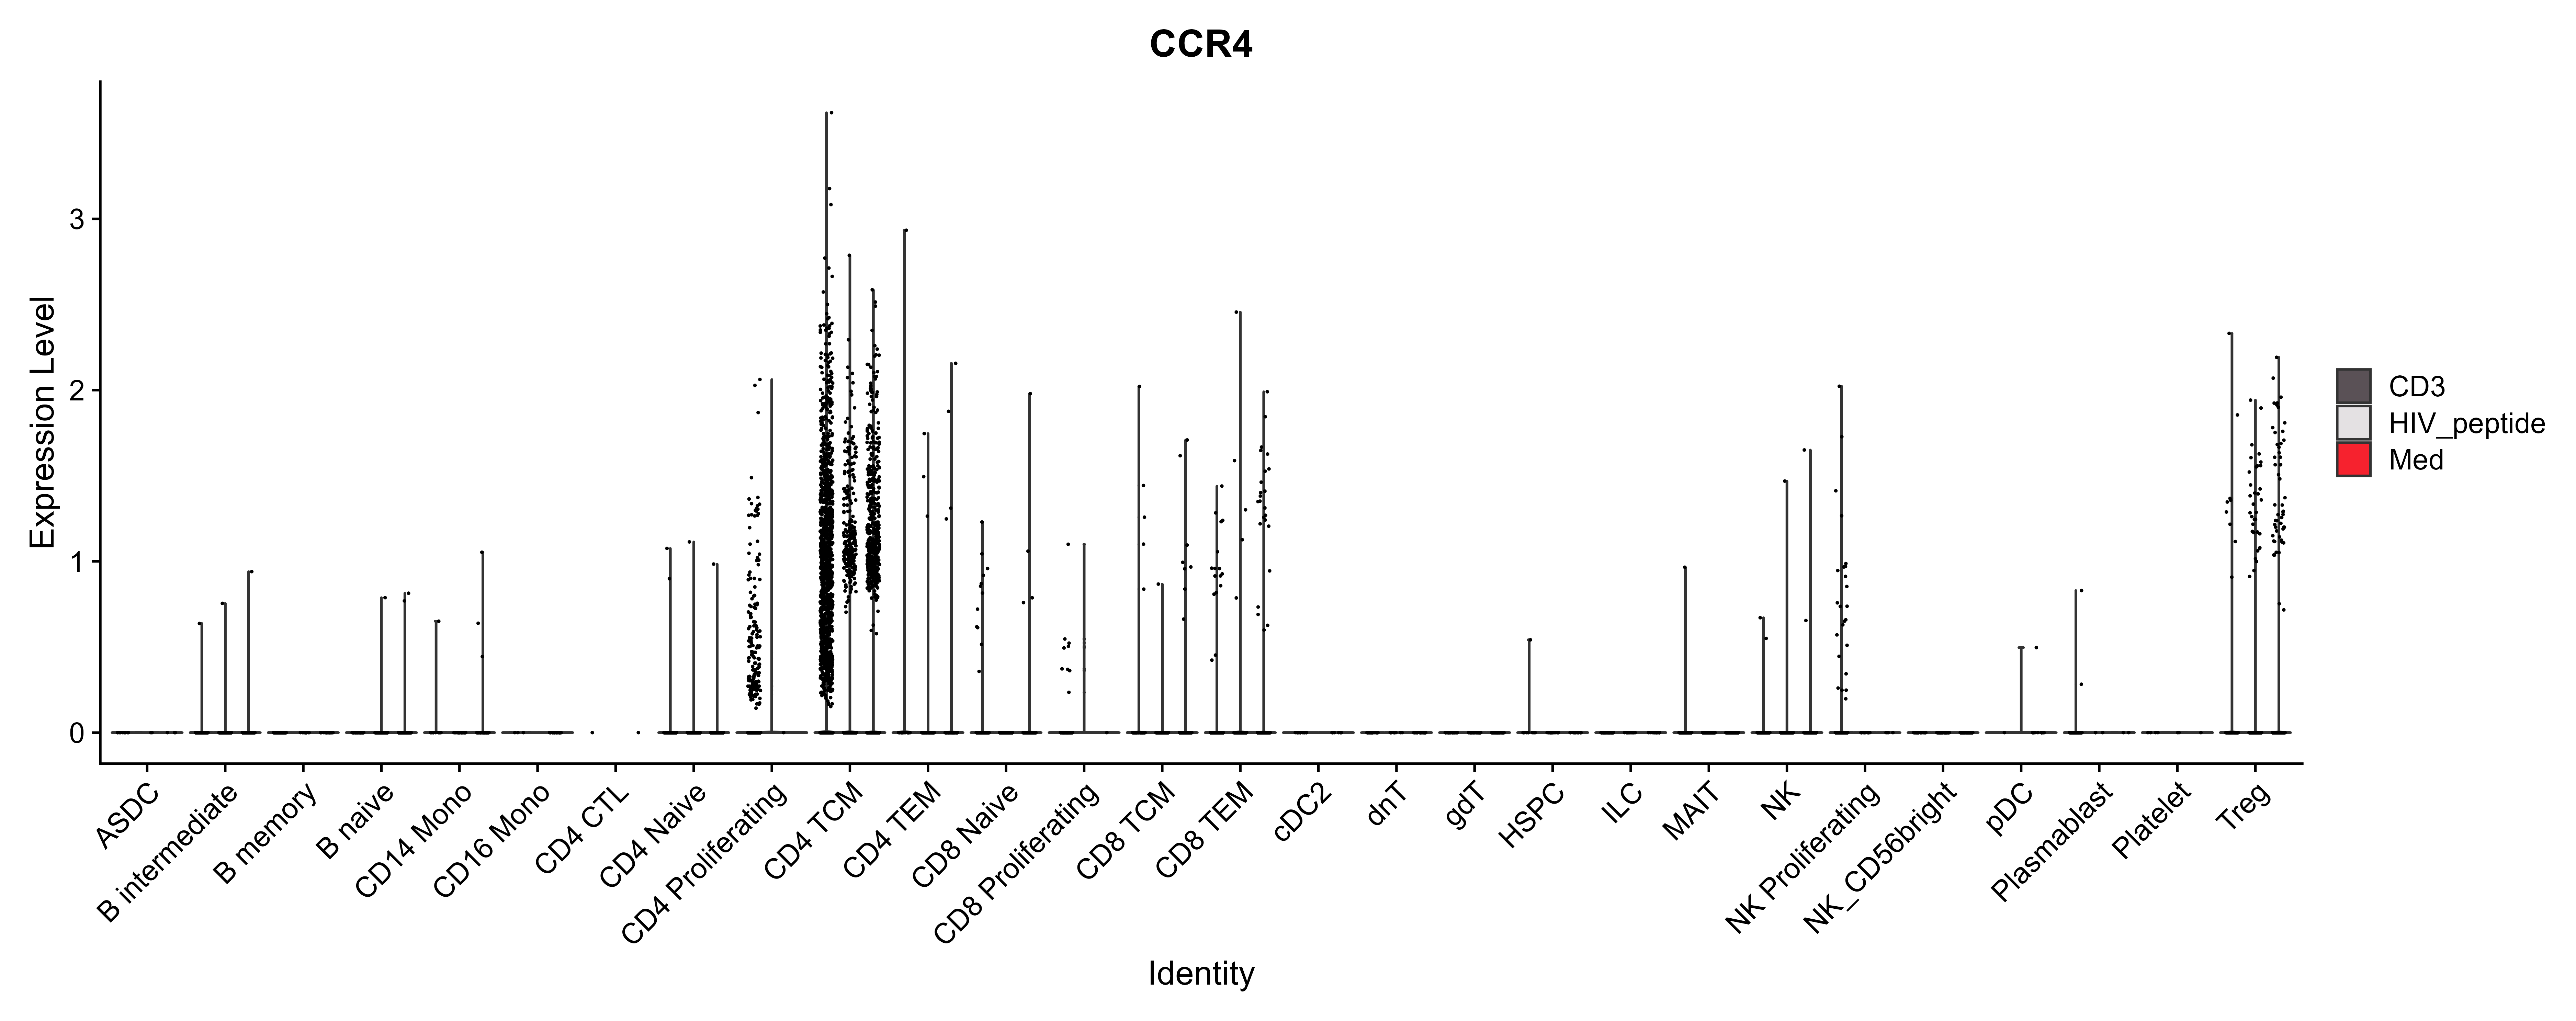 CCR4
Expression Level
3
2
1
0
CD3
HIV_peptide
Med
ASDC
B intermediate
B memory
B naive
CD14 Mono
CD16 Mono
CD4 CTL
CD4 Naive
CD4 Proliferating
CD4 TCM
CD4 TEM
CD8 Naive
CD8 Proliferating
CD8 TCM
CD8 TEM
cDC2
dnT
gdT
HSPC
ILC
MAIT
NK
NK Proliferating
NK_CD56bright
pDC
Plasmablast
Platelet
Treg
Identity